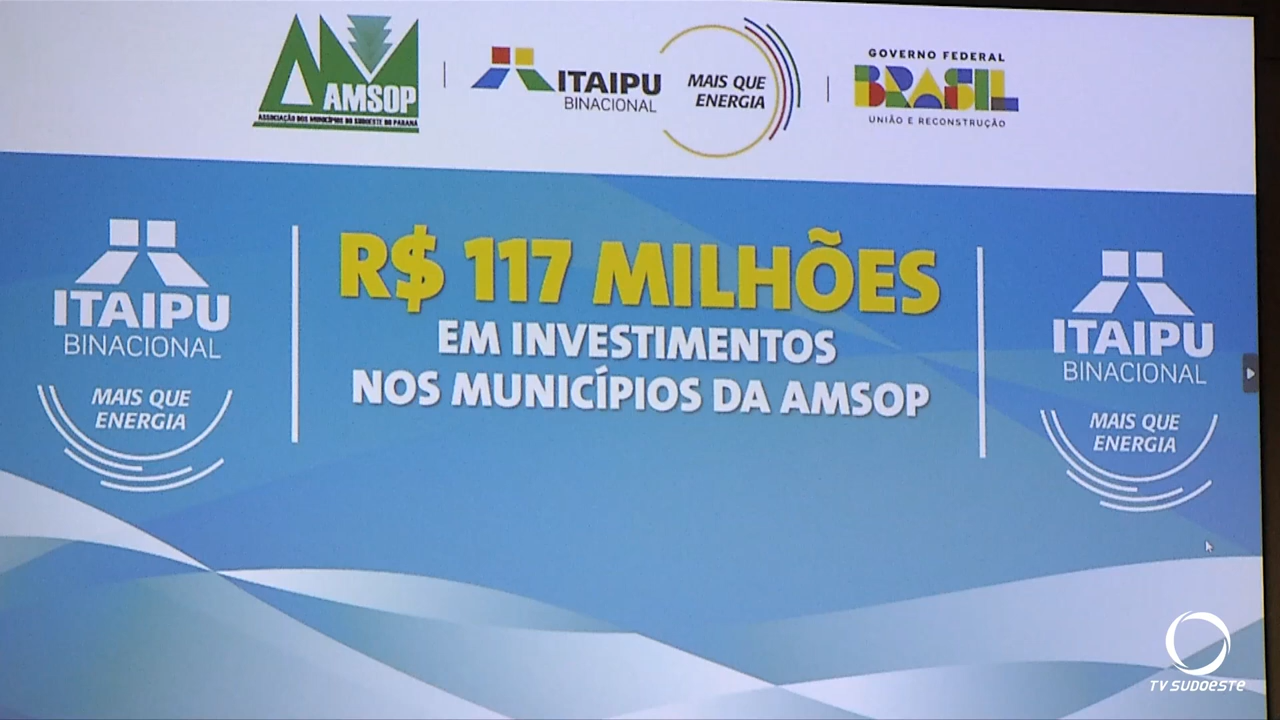 AMSOP
ASSOCIAÇÃO DOS MUNICÍPIOS DO SUDOESTE DO PARANÁ
ITAIPU
BINACIONAL
MAIS QUE
ENERGIA
GOVERNO FEDERAL
BRASIL
UNIÃO E RECONSTRUÇÃO
ITAIPU
BINACIONAL
MAIS QUE
ENERGIA
R$ 117 MILHÕES
EM INVESTIMENTOS
NOS MUNICÍPIOS DA AMSOP
ITAIPU
BINACIONAL
MAIS QUE
ENERGIA
TV SUDOESTE